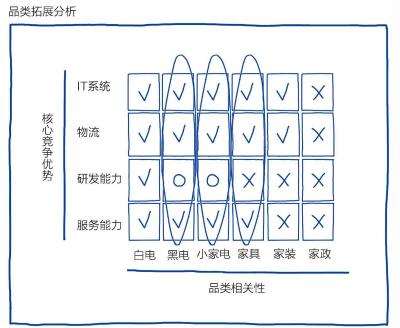 品类拓展分析
IT系统
物流
核心竞争优势
研发能力
服务能力
白电 黑电 小家电 家具 家装 家政
品类相关性